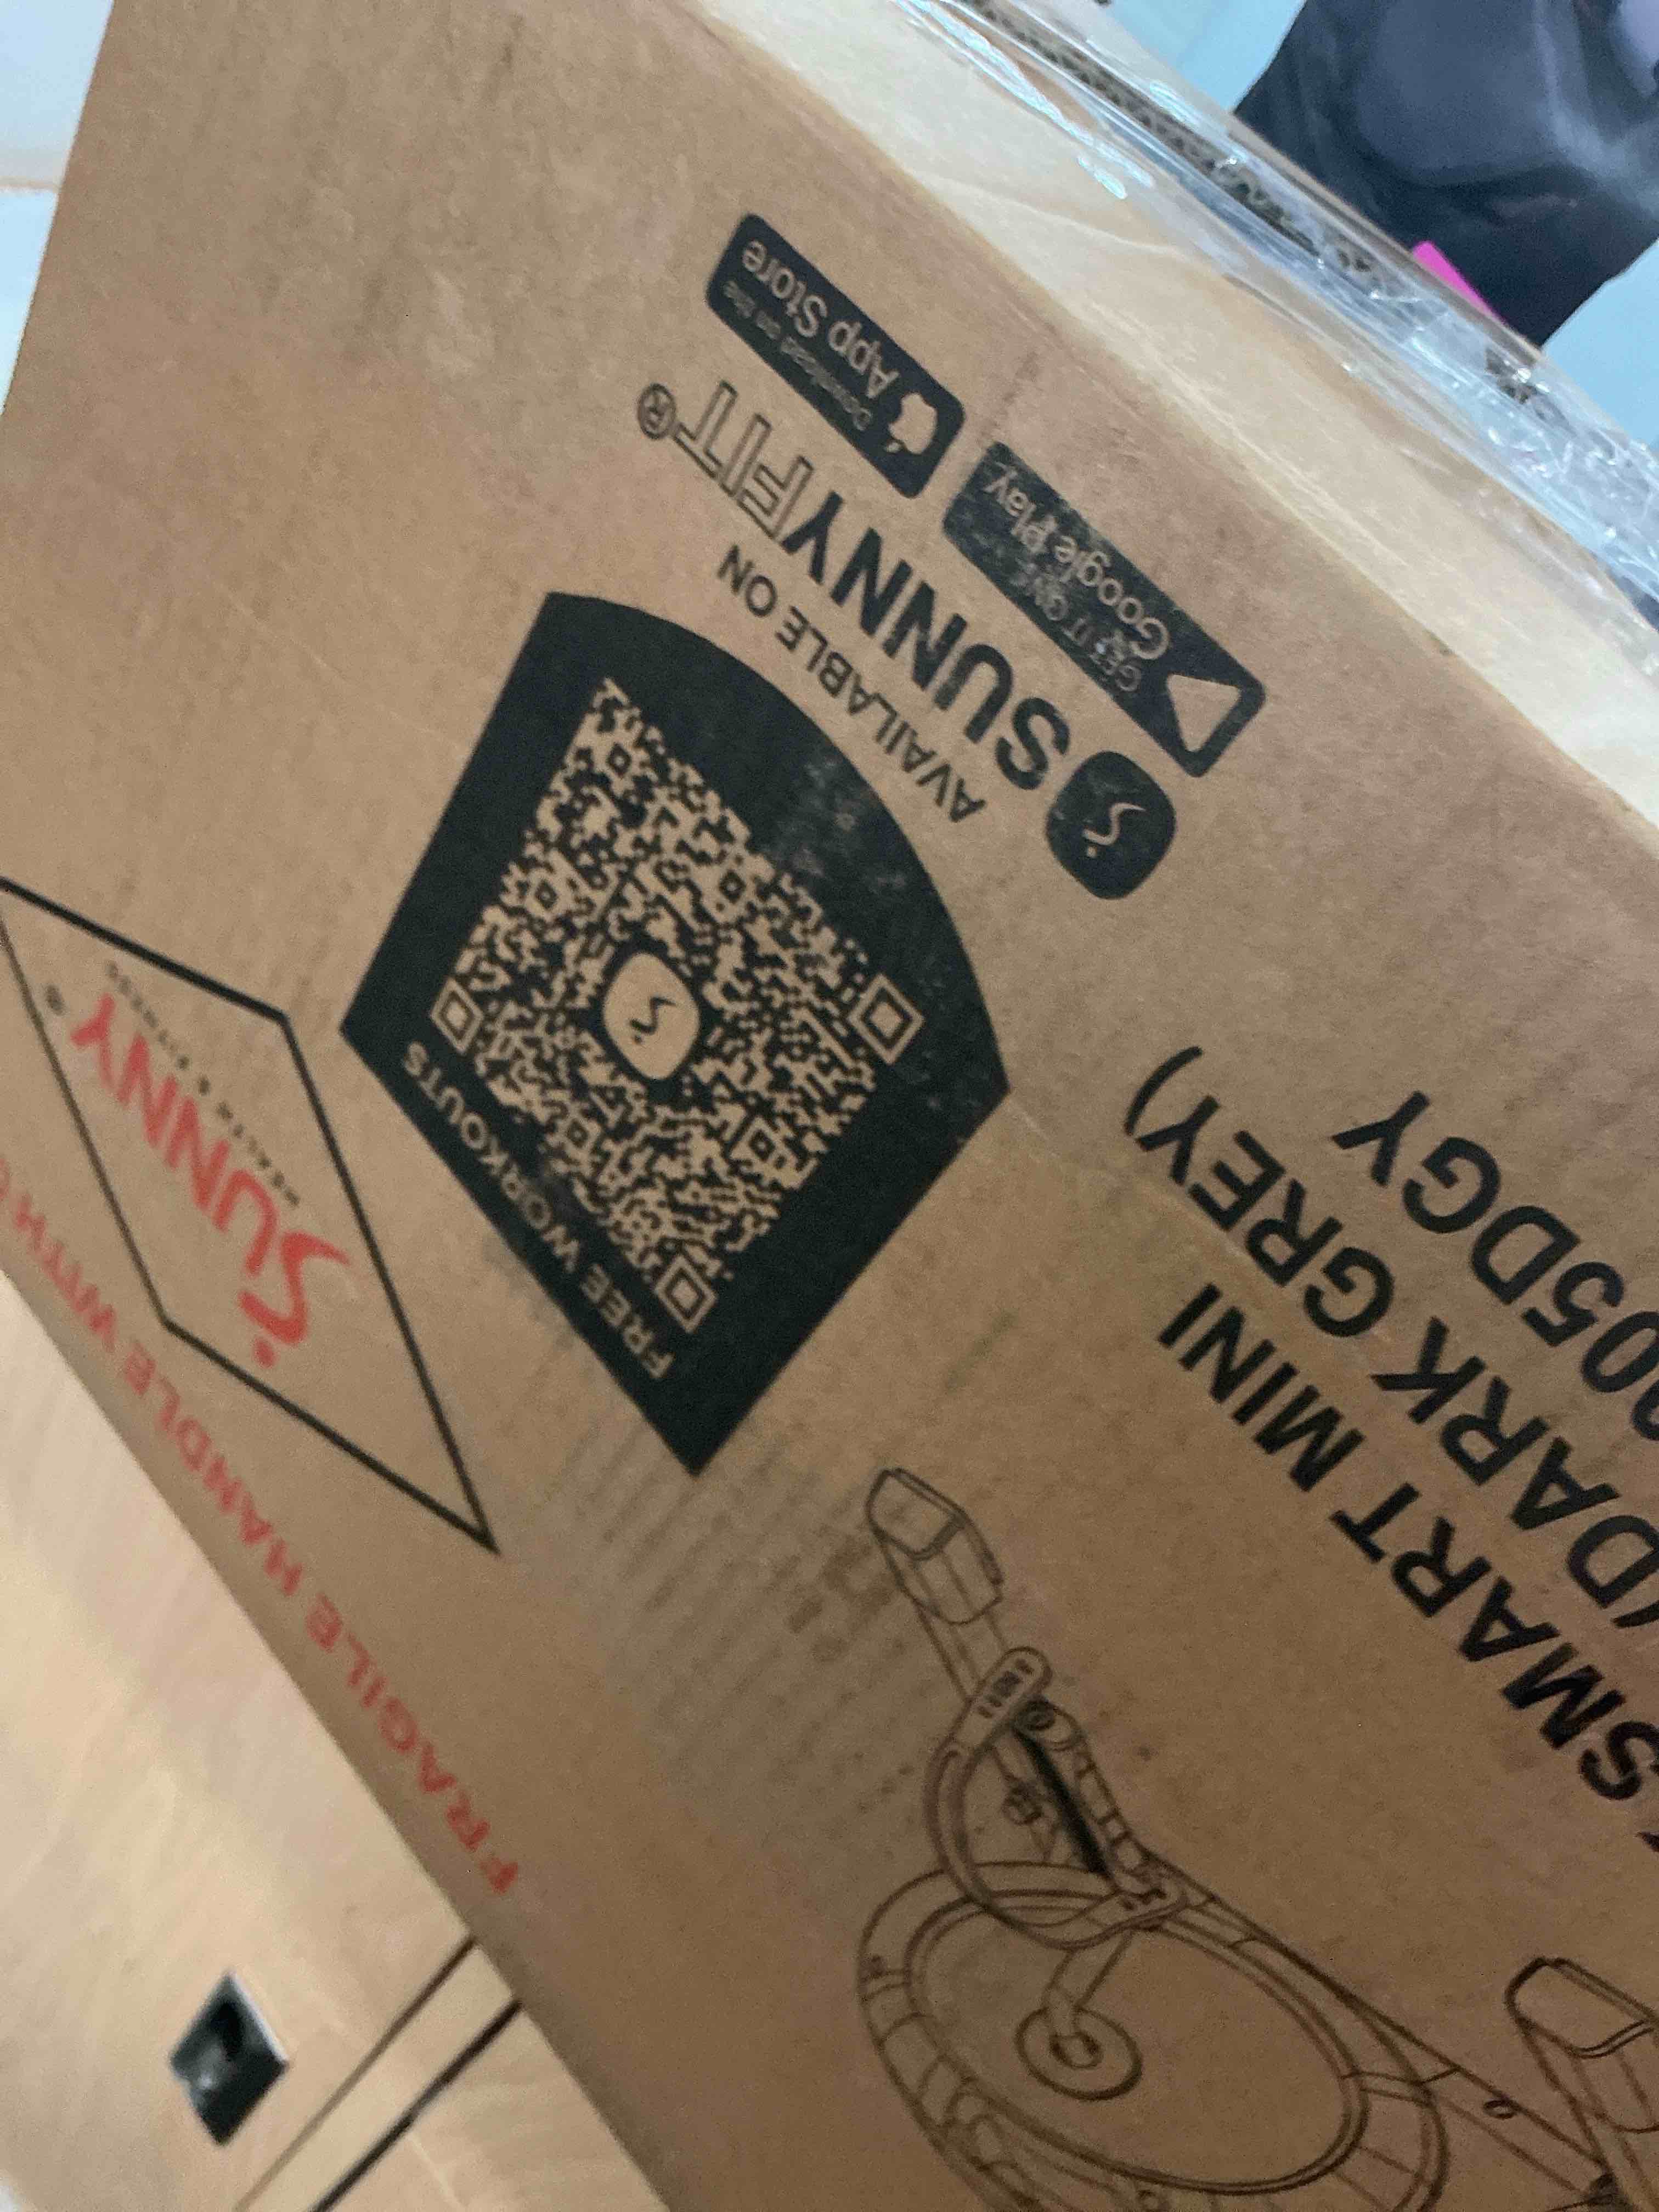 FREE WORKOUTS
AVAILABLE ON
SUNNYFIT®
GET IT ON
Google Play
Download on the
App Store
SUNNY®
HEALTH & FITNESS
FRAGILE HANDLE WITH
SMART MINI
(DARK GREY)
05DGY